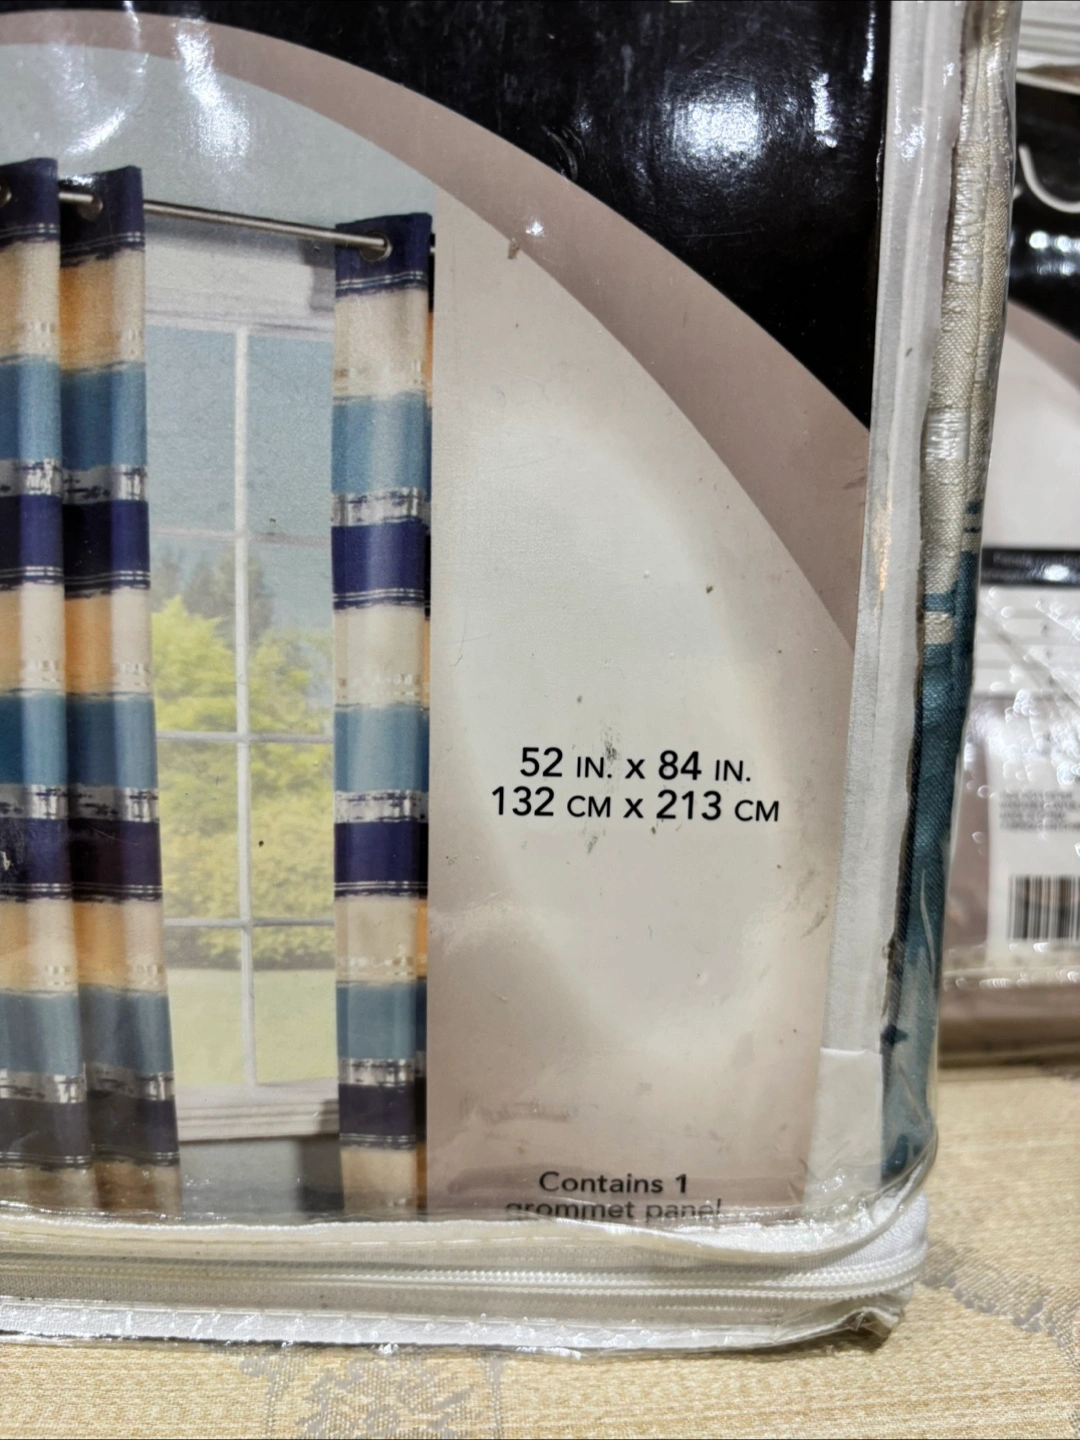 52 IN. x 84 IN.
132 CM x 213 CM
Contains 1
grommet panel